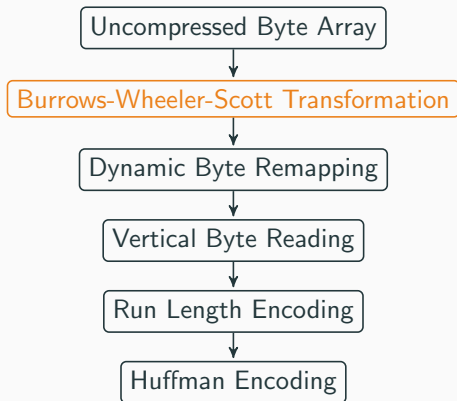 Uncompressed Byte Array
Burrows-Wheeler-Scott Transformation
Dynamic Byte Remapping
Vertical Byte Reading
Run Length Encoding
Huffman Encoding